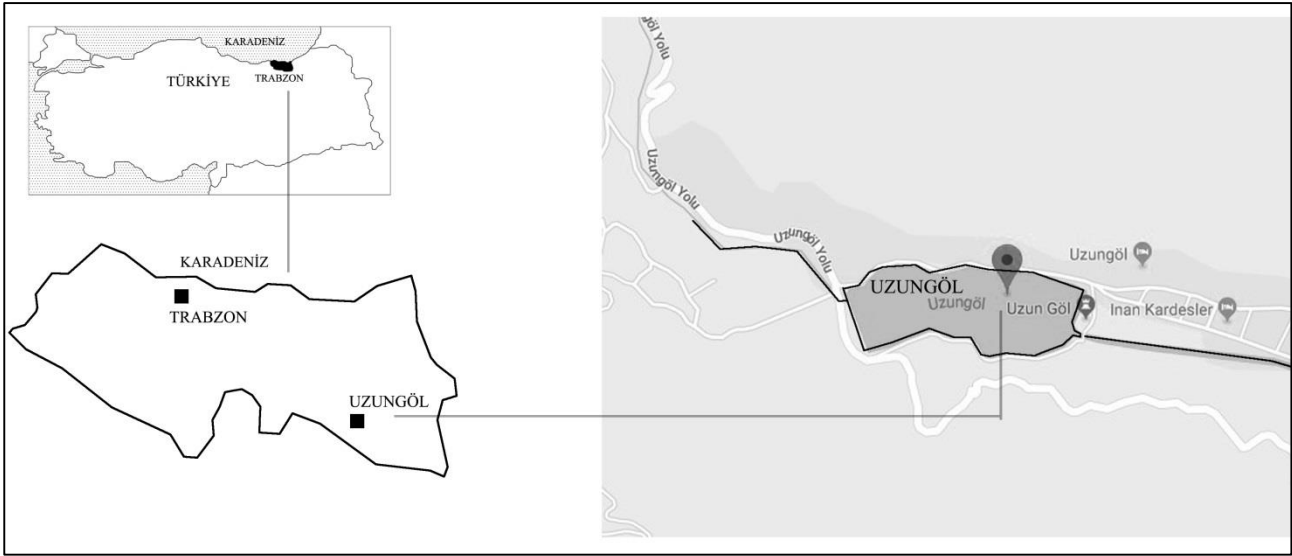 KARADENİZ
TÜRKİYE
TRABZON
KARADENİZ
TRABZON
UZUNGÖL
Uzungöl Yolu
Uzungöl Yolu
Uzungöl Yolu
UZUNGÖL
Uzungöl
Uzun Göl
Uzungöl
Inan Kardesler